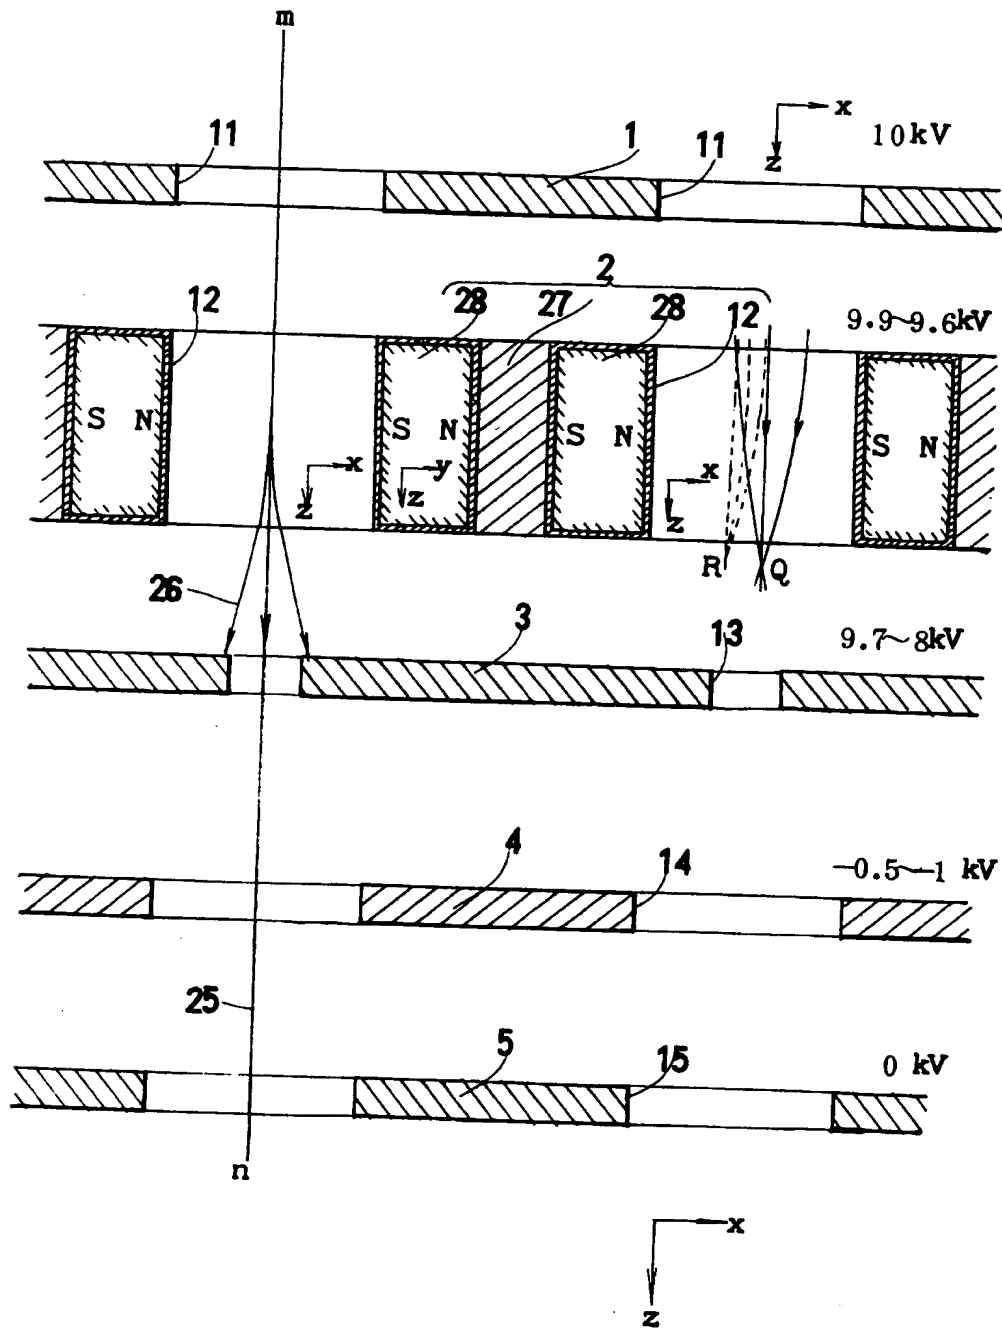 m
x
11 1 11 z 10kV
2
12 28 27 28 12 9.9~9.6kV
S N S N S N S N
x y x
z z z
R Q
26
3 13 9.7~8kV
4 14 -0.5~-1 kV
25
5 15 0 kV
n
x
z